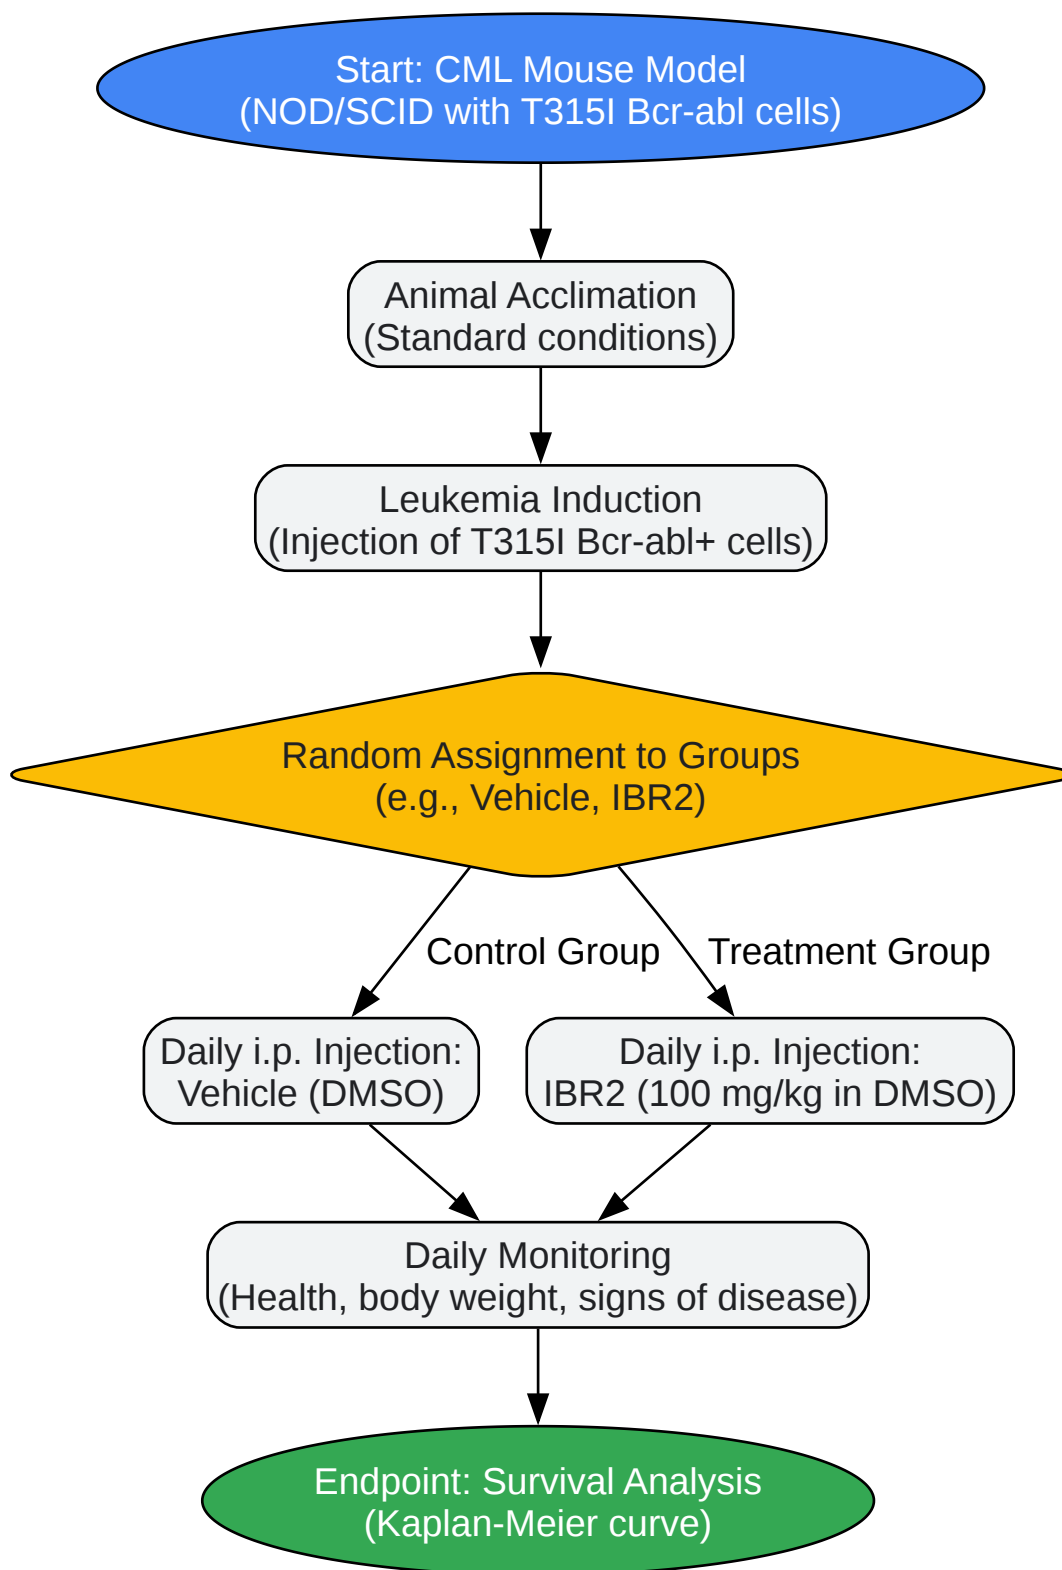 Start: CML Mouse Model
(NOD/SCID with T315I Bcr-abl cells)
Animal Acclimation
(Standard conditions)
Leukemia Induction
(Injection of T315I Bcr-abl+ cells)
Random Assignment to Groups
(e.g., Vehicle, IBR2)
Control Group
Treatment Group
Daily i.p. Injection:
Vehicle (DMSO)
Daily i.p. Injection:
IBR2 (100 mg/kg in DMSO)
Daily Monitoring
(Health, body weight, signs of disease)
Endpoint: Survival Analysis
(Kaplan-Meier curve)